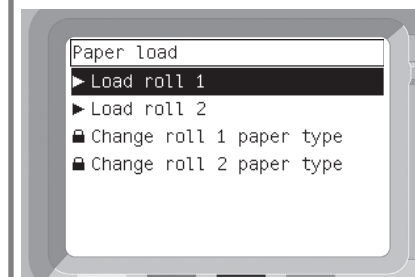 Paper load
Load roll 1
Load roll 2
Change roll 1 paper type
Change roll 2 paper type